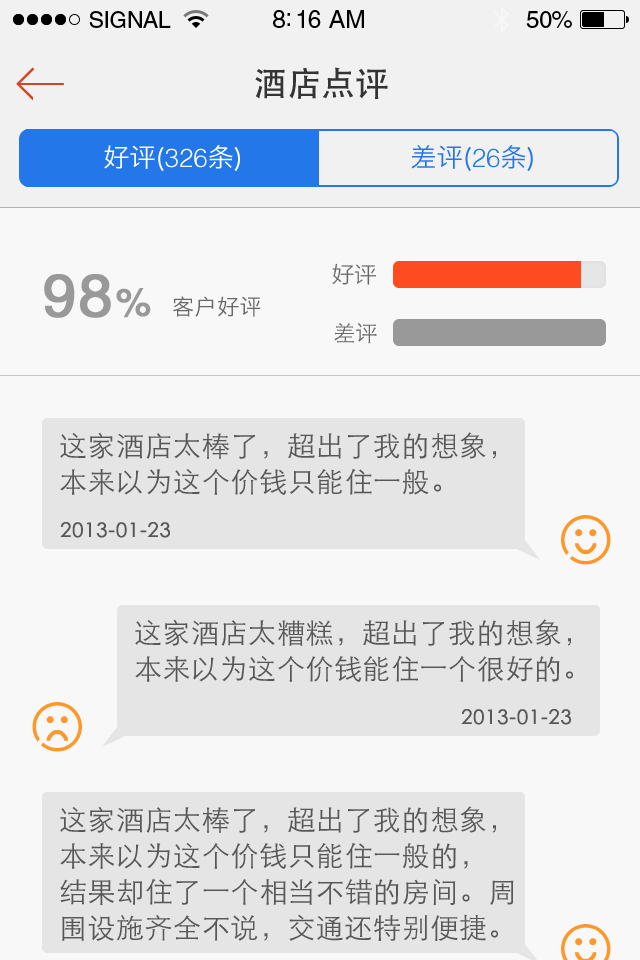 SIGNAL 8:16 AM 50%
酒店点评
好评(326条) 差评(26条)
98% 客户好评
好评
差评
这家酒店太棒了，超出了我的想象，
本来以为这个价钱只能住一般。
2013-01-23
这家酒店太糟糕，超出了我的想象，
本来以为这个价钱能住一个很好的。
2013-01-23
这家酒店太棒了，超出了我的想象，
本来以为这个价钱只能住一般的，
结果却住了一个相当不错的房间。周
围设施齐全不说，交通还特别便捷。